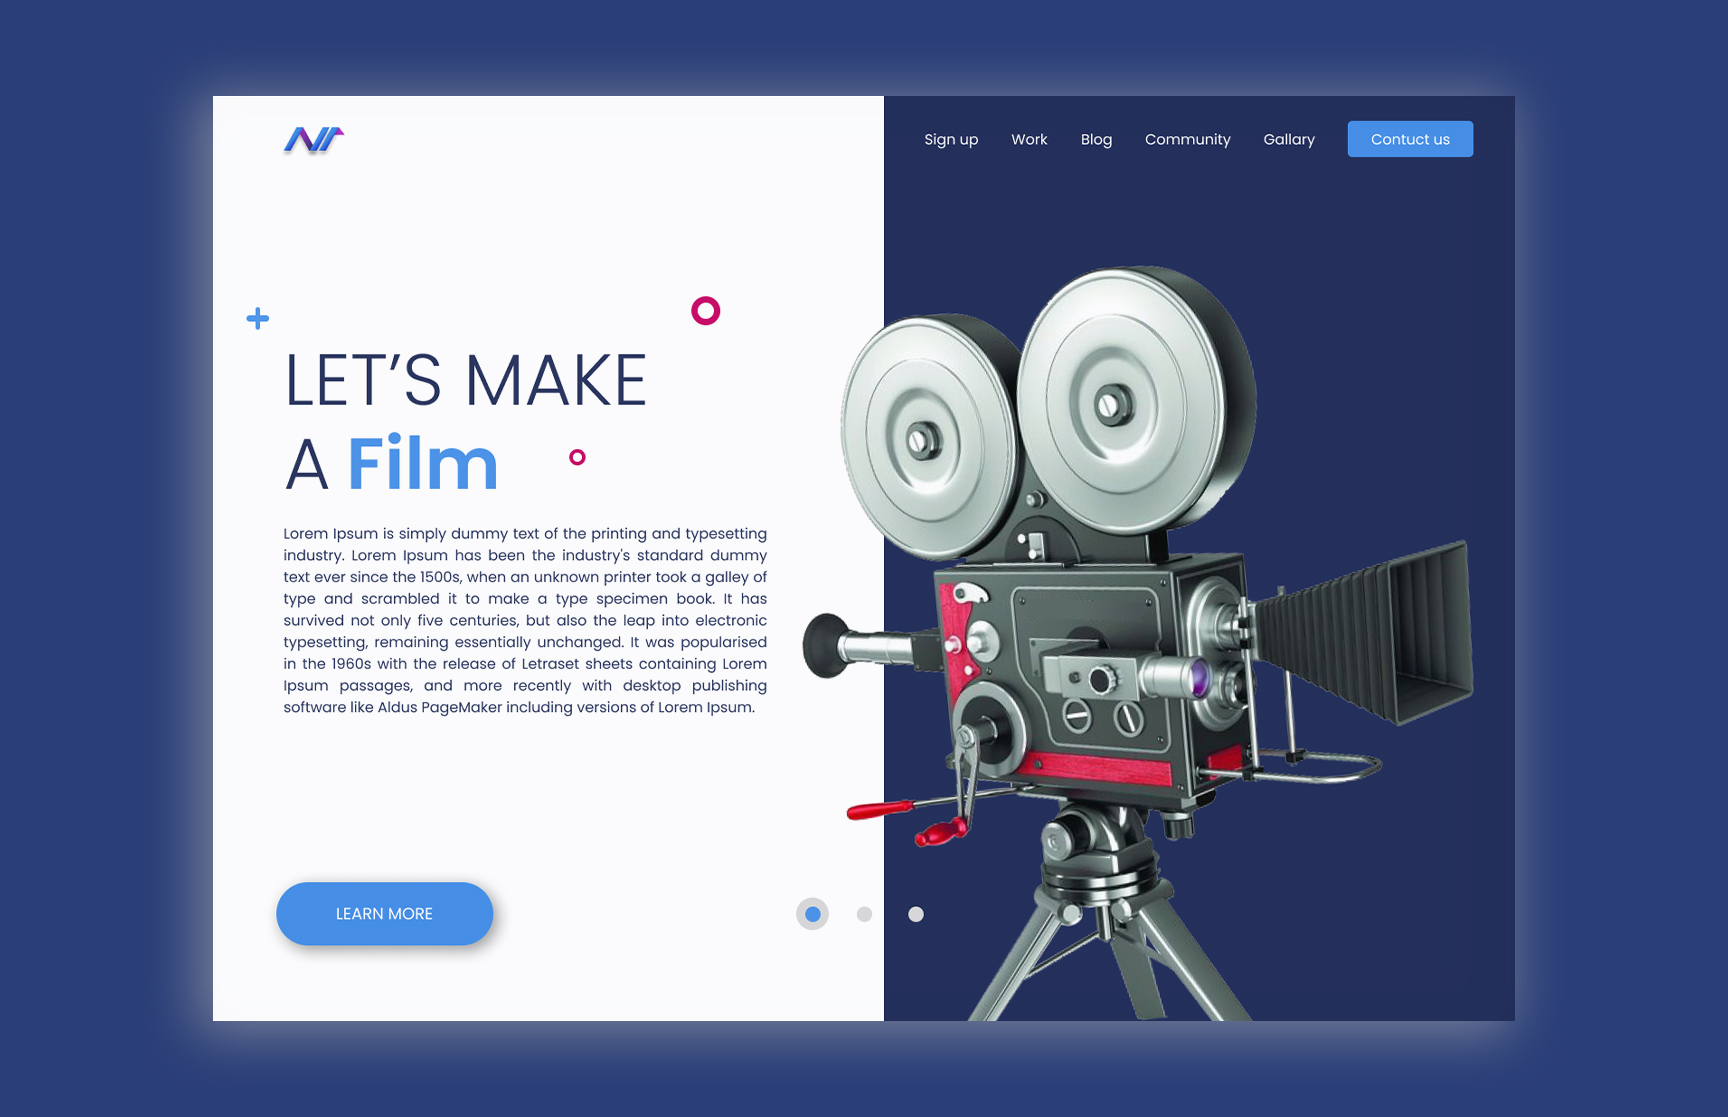 Sign up
Work
Blog
Community
Gallary
Contuct us
LET’S MAKE
A Film
Lorem Ipsum is simply dummy text of the printing and typesetting
industry. Lorem Ipsum has been the industry's standard dummy
text ever since the 1500s, when an unknown printer took a galley of
type and scrambled it to make a type specimen book. It has
survived not only five centuries, but also the leap into electronic
typesetting, remaining essentially unchanged. It was popularised
in the 1960s with the release of Letraset sheets containing Lorem
Ipsum passages, and more recently with desktop publishing
software like Aldus PageMaker including versions of Lorem Ipsum.
LEARN MORE